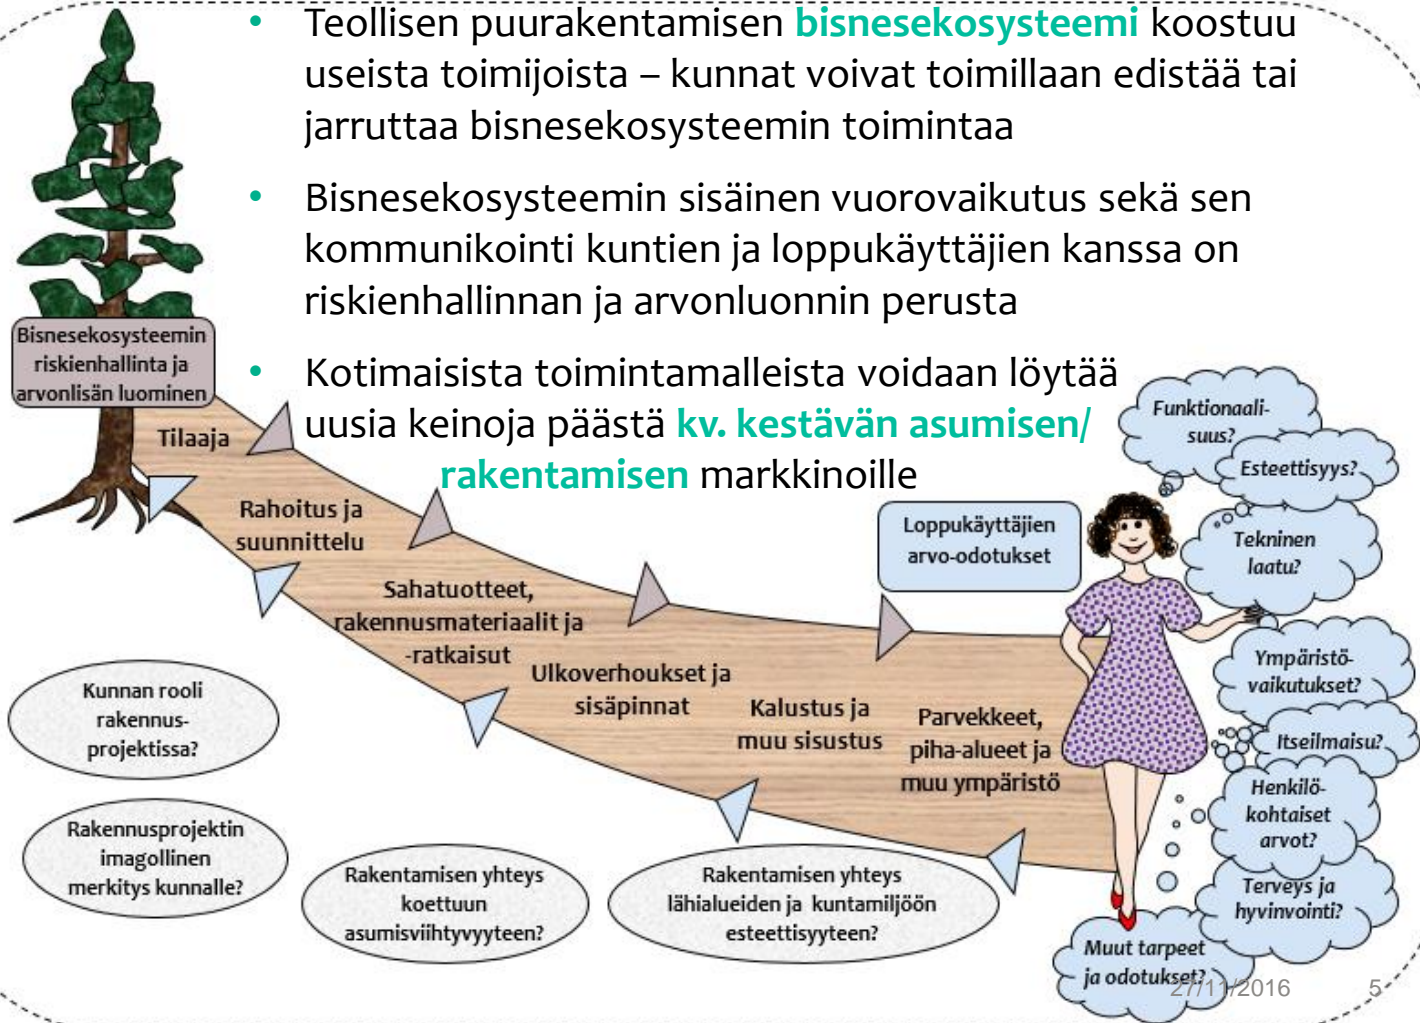 • Teollisen puurakentamisen bisnesekosysteemi koostuu
useista toimijoista – kunnat voivat toimillaan edistää tai
jarruttaa bisnesekosysteemin toimintaa
• Bisnesekosysteemin sisäinen vuorovaikutus sekä sen
kommunikointi kuntien ja loppukäyttäjien kanssa on
riskienhallinnan ja arvonluonnin perusta
• Kotimaisista toimintamalleista voidaan löytää
uusia keinoja päästä kv. kestävän asumisen/
rakentamisen markkinoille
Bisnesekosysteemin
riskienhallinta ja
arvonlisän luominen
Tilaaja
Rahoitus ja
suunnittelu
Sahatuotteet,
rakennusmateriaalit ja
-ratkaisut
Ulkoverhoukset ja
sisäpinnat
Kalustus ja
muu sisustus
Parvekkeet,
piha-alueet ja
muu ympäristö
Loppukäyttäjien
arvo-odotukset
Funktionaali-
suus?
Esteettisyys?
Tekninen
laatu?
Ympäristö-
vaikutukset?
Itseilmaisu?
Henkilö-
kohtaiset
arvot?
Terveys ja
hyvinvointi?
Muut tarpeet
ja odotukset?
Kunnan rooli
rakennus-
projektissa?
Rakennusprojektin
imagollinen
merkitys kunnalle?
Rakentamisen yhteys
koettuun
asumisviihtyvyyteen?
Rakentamisen yhteys
lähialueiden ja kuntamiljöön
esteettisyyteen?
27/11/2016
5